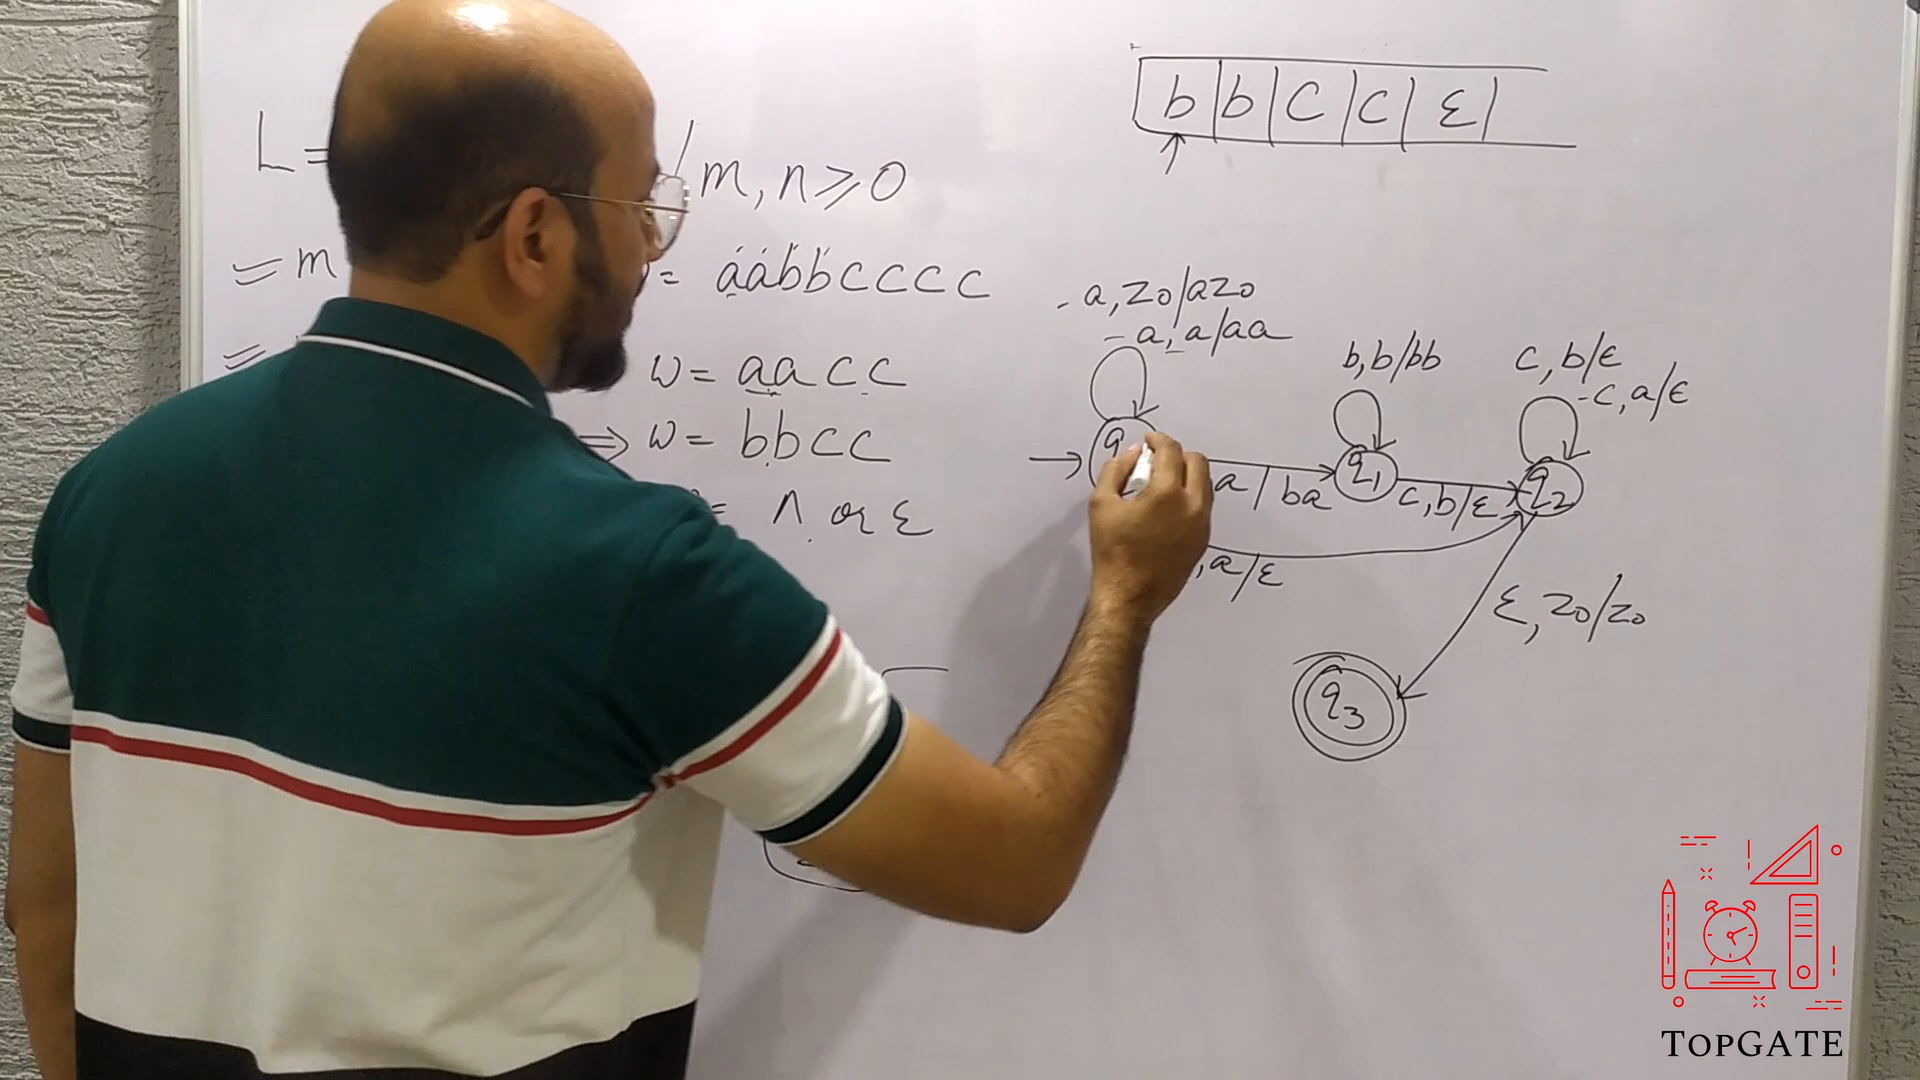 L=
/ m, n ≥ 0
b b C C ε
m
= aabbcccc
w = aacc
⇒ w = bbcc
= Λ or ε
a, z0/az0
a, a/aa
b, b/bb
c, b/ε
c, a/ε
a/ba
q1
c, b/ε
q2
, a/ε
ε, z0/z0
q3
TOPGATE